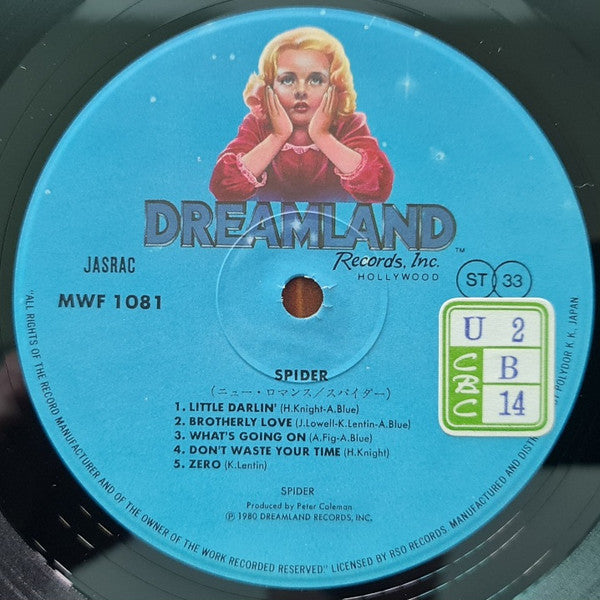 DREAMLAND
™
Records, Inc.
HOLLYWOOD
JASRAC
MWF 1081
ST 33
U 2
CBC B
14
SPIDER
(ニュー・ロマンス/スパイダー)
1. LITTLE DARLIN' (H.Knight-A.Blue)
2. BROTHERLY LOVE (J.Lowell-K.Lentin-A.Blue)
3. WHAT'S GOING ON (A.Fig-A.Blue)
4. DON'T WASTE YOUR TIME (H.Knight)
5. ZERO (K.Lentin)
SPIDER
Produced by Peter Coleman
℗ 1980 DREAMLAND RECORDS, INC.
"ALL RIGHTS OF THE RECORD MANUFACTURER AND OF THE OWNER OF THE WORK RECORDED RESERVED." LICENSED BY RSO RECORDS. MANUFACTURED AND DISTR BY POLYDOR K.K., JAPAN